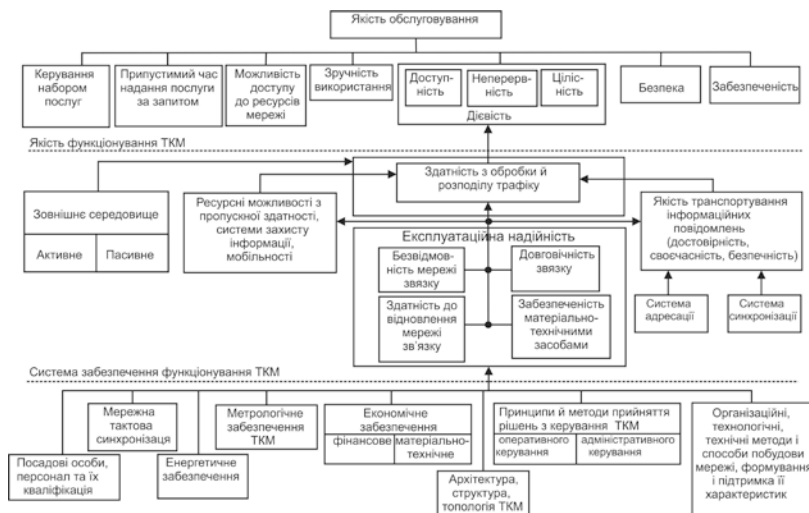 Якість обслуговування
Керування
набором
послуг
Припустимий час
надання послуги
за запитом
Можливість
доступу
до ресурсів
мережі
Зручність
використання
Доступ-
ність
Неперерв-
ність
Цліс-
ність
Дієвість
Безпека
Забезпеченість
Якість функціонування ТКМ
Здатність з обробки й
розподілу трафіку
Зовнішнє середовище
Активне
Пасивне
Ресурсні можливості з
пропускної здатності,
системи захисту
інформації,
мобільності
Якість транспортування
інформаційних
повідомлень
(достовірність,
своєчасність, безпечність)
Експлуатаційна надійність
Безвідмов-
ність мережі
звязку
Довговічність
звязку
Здатність до
відновлення
мережі
зв’язку
Забезпеченість
матеріально-
технічними
засобами
Система
адресації
Система
синхронізації
Система забезпечення функціонування ТКМ
Мережна
тактова
синхронізаця
Метрологічне
забезпечення
ТКМ
Економічне
забезпечення
фінансове
матеріально-
технічне
Принципи й методи прийняття
рішень з керування ТКМ
оперативного
керування
адміністративного
керування
Організаційні,
технологічні,
технічні методи і
способи побудови
мережі, формування
і підтримка її
характеристик
Посадові особи,
персонал та їх
кваліфікація
Енергетичне
забезпечення
Архітектура,
структура,
топологія ТКМ